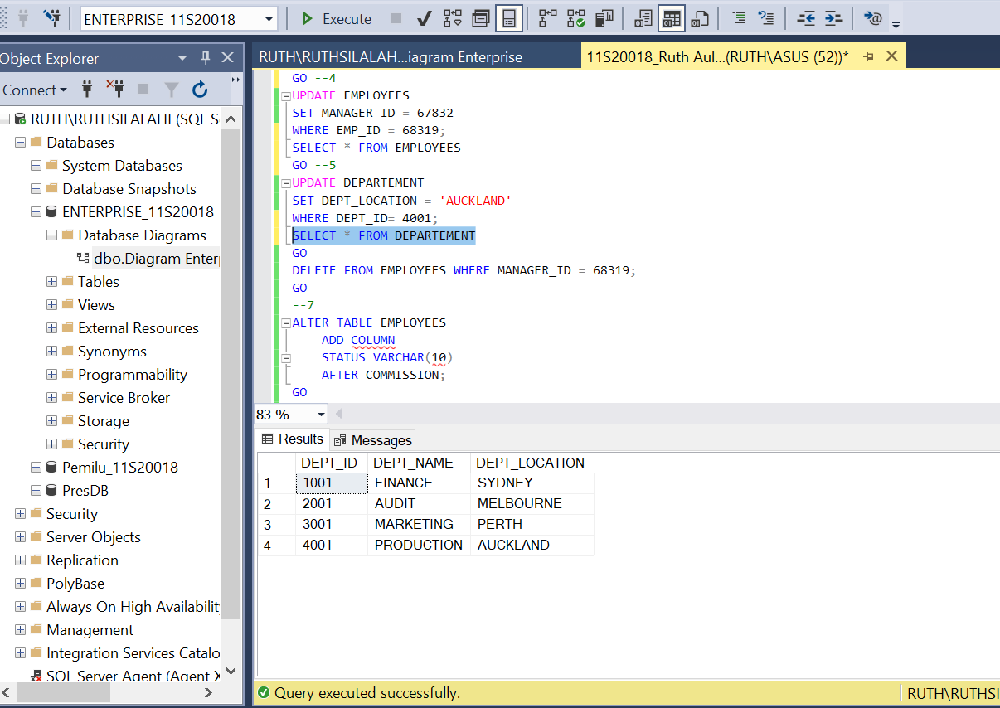 ENTERPRISE_11S20018
Execute
Object Explorer
Connect
RUTH\RUTHSILALAHI (SQL S
Databases
System Databases
Database Snapshots
ENTERPRISE_11S20018
Database Diagrams
dbo.Diagram Enterp
Tables
Views
External Resources
Synonyms
Programmability
Service Broker
Storage
Security
Pemilu_11S20018
PresDB
Security
Server Objects
Replication
PolyBase
Always On High Availabilit
Management
Integration Services Catalo
SQL Server Agent (Agent X
RUTH\RUTHSILALAH...iagram Enterprise
11S20018_Ruth Aul...(RUTH\ASUS (52))*
GO --4
UPDATE EMPLOYEES
SET MANAGER_ID = 67832
WHERE EMP_ID = 68319;
SELECT * FROM EMPLOYEES
GO --5
UPDATE DEPARTEMENT
SET DEPT_LOCATION = 'AUCKLAND'
WHERE DEPT_ID= 4001;
SELECT * FROM DEPARTEMENT
GO
DELETE FROM EMPLOYEES WHERE MANAGER_ID = 68319;
GO
--7
ALTER TABLE EMPLOYEES
ADD COLUMN
STATUS VARCHAR(10)
AFTER COMMISSION;
GO
83 %
Results Messages
DEPT_ID DEPT_NAME DEPT_LOCATION
1 1001 FINANCE SYDNEY
2 2001 AUDIT MELBOURNE
3 3001 MARKETING PERTH
4 4001 PRODUCTION AUCKLAND
Query executed successfully.
RUTH\RUTHSI